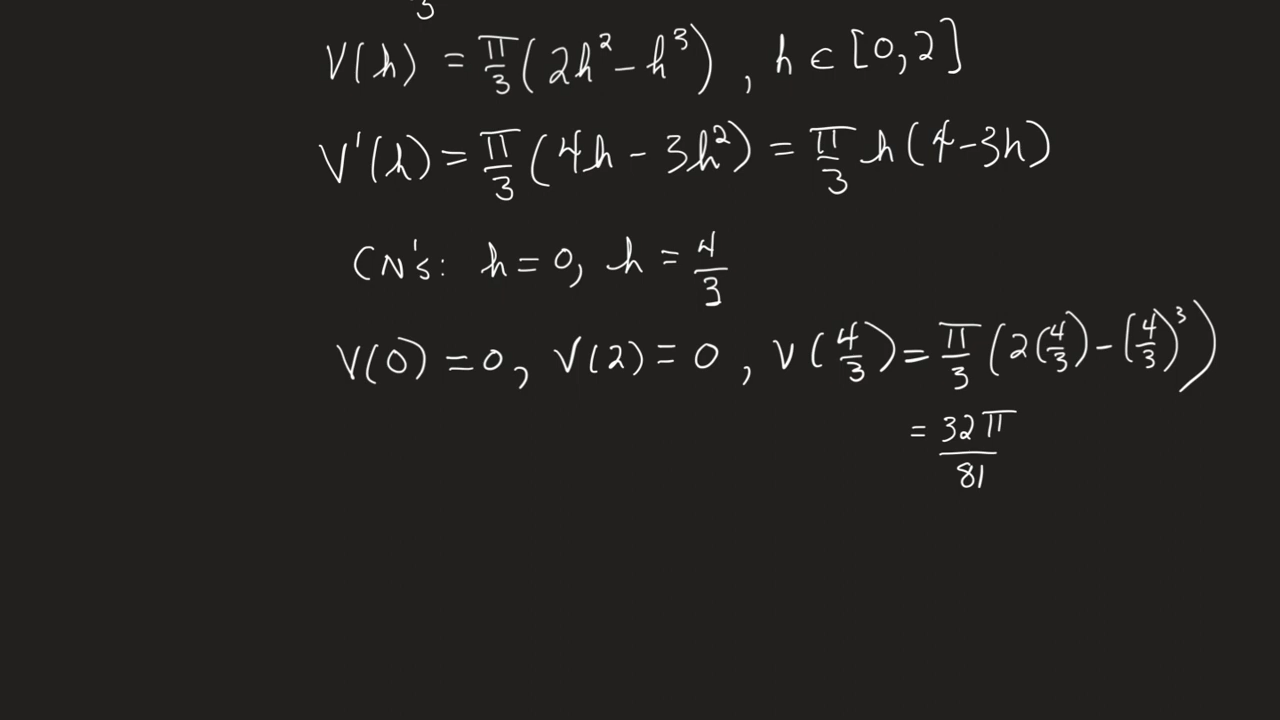 3
V(h) = π/3 (2h² - h³), h ∈ [0,2]
V'(h) = π/3 (4h - 3h²) = π/3 h(4-3h)
CN's: h = 0, h = 4/3
V(0) = 0, V(2) = 0, V(4/3) = π/3 (2(4/3) - (4/3)³)
= 32π/81